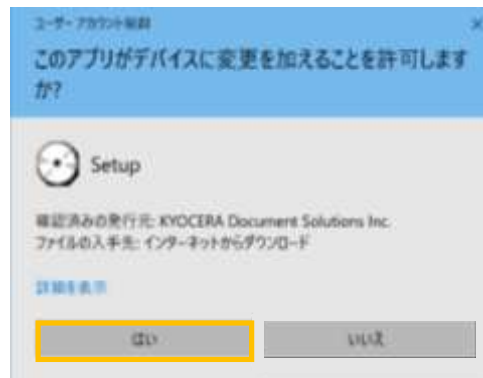 ユーザー アカウント制御
×
このアプリがデバイスに変更を加えることを許可します
か?
Setup
確認済みの発行元: KYOCERA Document Solutions Inc.
ファイルの入手先: インターネットからダウンロード
詳細を表示
はい
いいえ